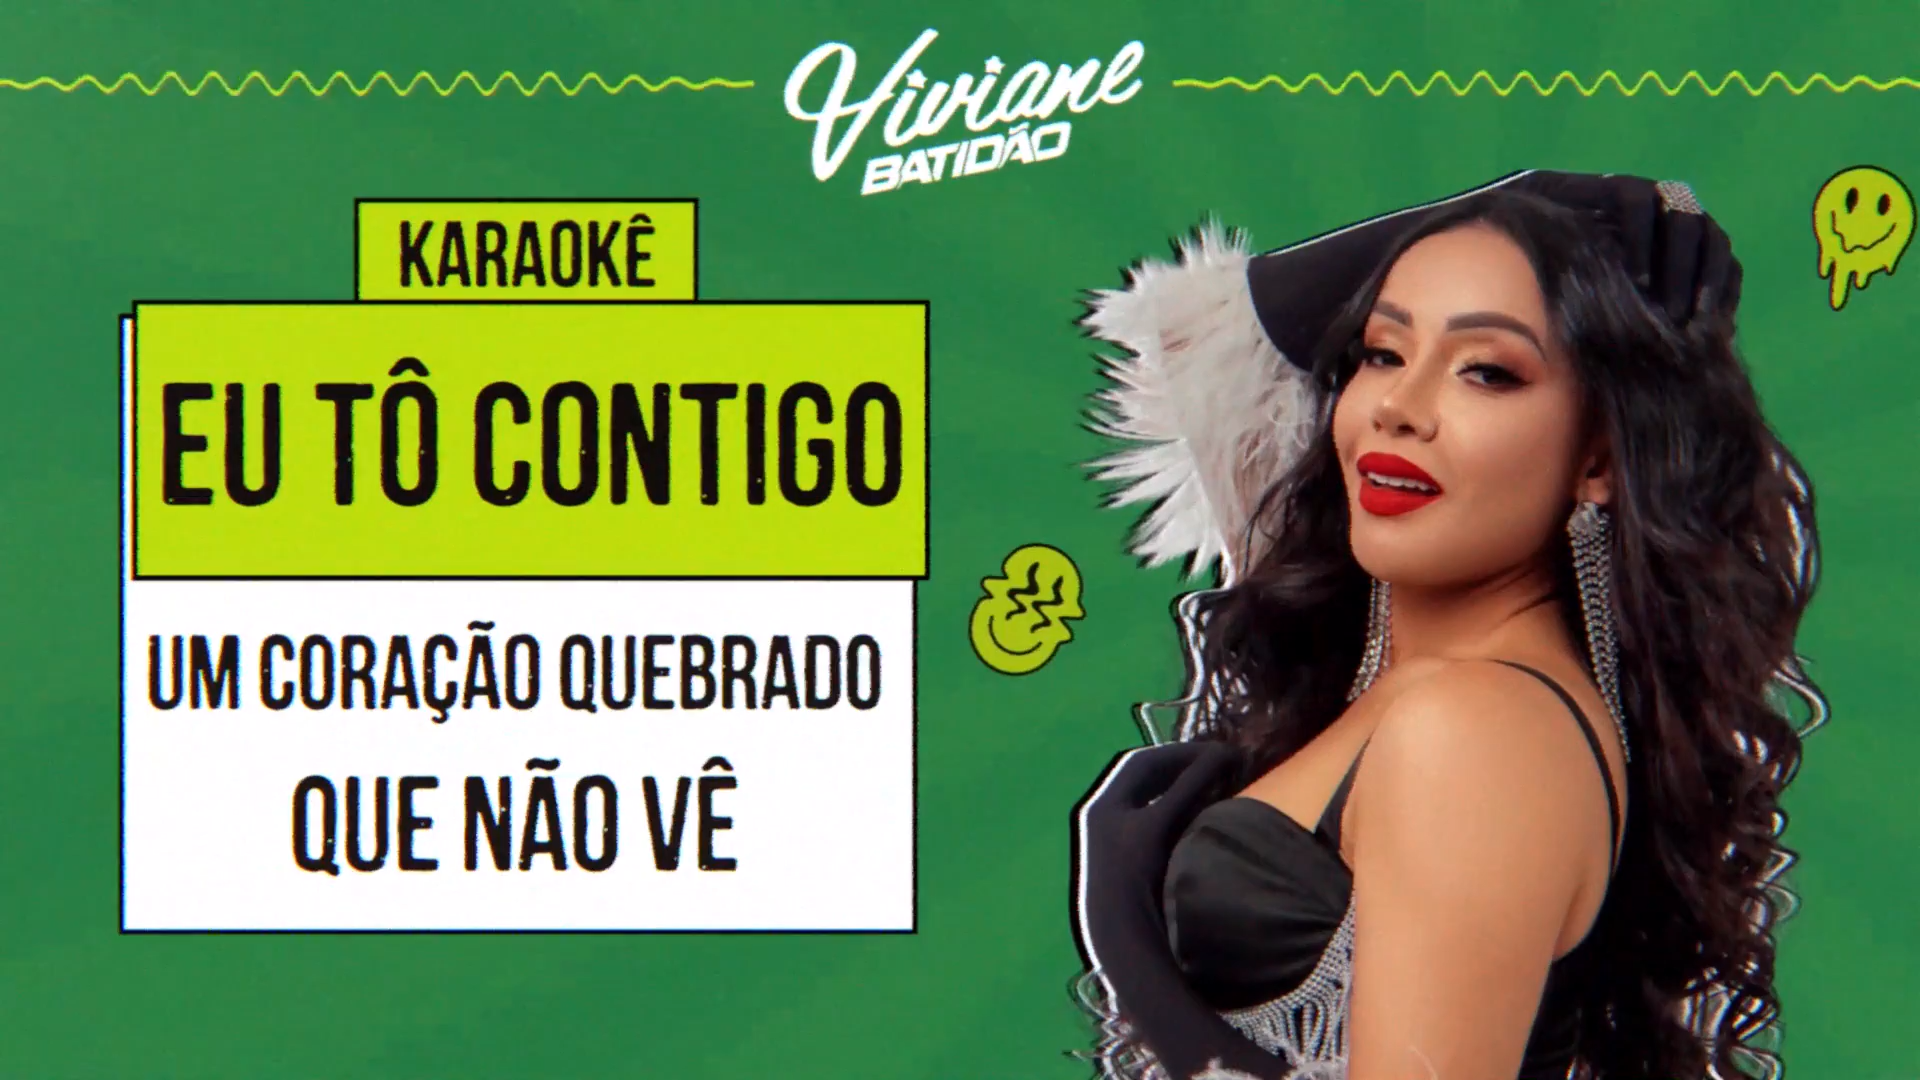 Viviane
BATIDÃO
KARAOKÊ
EU TÔ CONTIGO
UM CORAÇÃO QUEBRADO
QUE NÃO VÊ